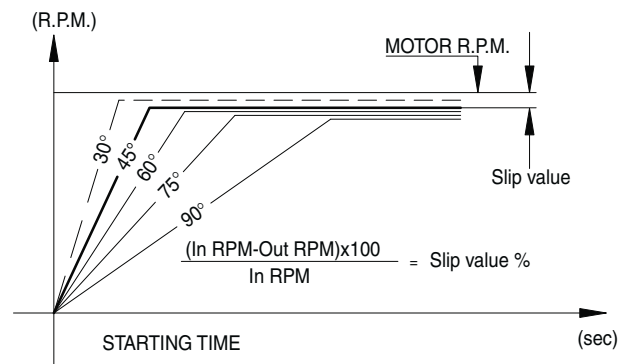 (R.P.M.)
MOTOR R.P.M.
30°
45°
60°
75°
90°
Slip value
(In RPM-Out RPM)x100
In RPM
= Slip value %
STARTING TIME
(sec)